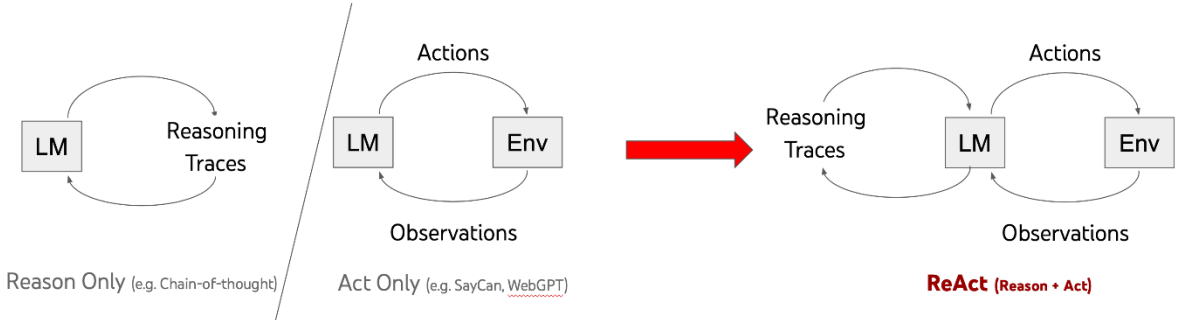 LM
Reasoning
Traces
Reason Only (e.g. Chain-of-thought)
Actions
LM
Env
Observations
Act Only (e.g. SayCan, WebGPT)
Actions
Reasoning
Traces
LM
Env
Observations
ReAct (Reason + Act)